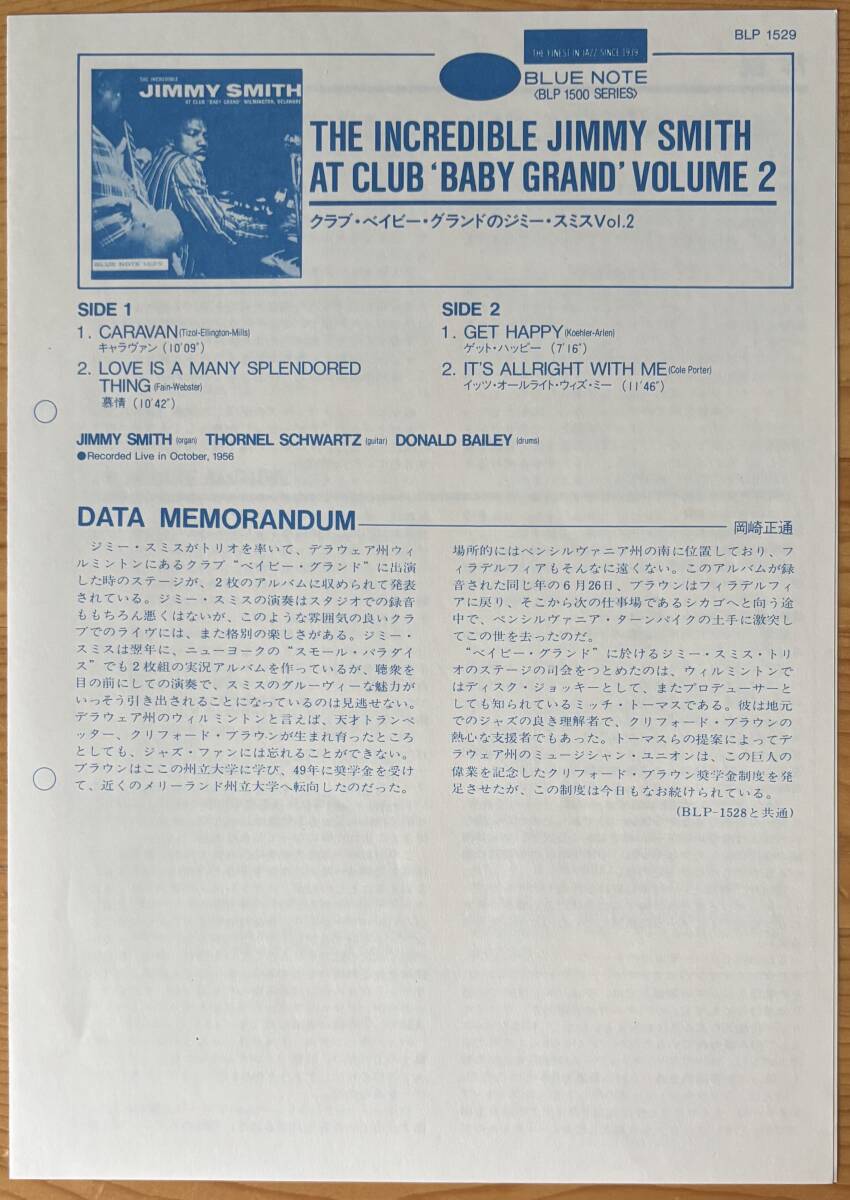 BLP 1529
THE FINEST IN JAZZ SINCE 1939
BLUE NOTE
〈BLP 1500 SERIES〉
THE INCREDIBLE
JIMMY SMITH
AT CLUB "BABY GRAND" WILMINGTON, DELAWARE
BLUE NOTE 1529
THE INCREDIBLE JIMMY SMITH
AT CLUB ‘BABY GRAND’ VOLUME 2
クラブ・ベイビー・グランドのジミー・スミスVol.2
SIDE 1
1. CARAVAN (Tizol-Ellington-Mills)
キャラヴァン (10'09")
2. LOVE IS A MANY SPLENDORED
THING (Fain-Webster)
慕情 (10'42")
SIDE 2
1. GET HAPPY (Koehler-Arlen)
ゲット・ハッピー (7'16")
2. IT'S ALLRIGHT WITH ME (Cole Porter)
イッツ・オールライト・ウィズ・ミー (11'46")
JIMMY SMITH (organ) THORNEL SCHWARTZ (guitar) DONALD BAILEY (drums)
●Recorded Live in October, 1956
DATA MEMORANDUM
岡崎正通
ジミー・スミスがトリオを率いて、デラウェア州ウィ
ルミントンにあるクラブ“ベイビー・グランド”に出演
した時のステージが、2枚のアルバムに収められて発表
されている。ジミー・スミスの演奏はスタジオでの録音
ももちろん悪くはないが、このような雰囲気の良いクラ
ブでのライヴには、また格別の楽しさがある。ジミー・
スミスは翌年に、ニューヨークの“スモール・パラダイ
ス”でも2枚組の実況アルバムを作っているが、聴衆を
目の前にしての演奏で、スミスのグルーヴィーな魅力が
いっそう引き出されることになっているのは見逃せない。
デラウェア州のウィルミントンと言えば、天才トランペ
ッター、クリフォード・ブラウンが生まれ育ったところ
としても、ジャズ・ファンには忘れることができない。
ブラウンはここの州立大学に学び、49年に奨学金を受け
て、近くのメリーランド州立大学へ転向したのだった。
場所的にはペンシルヴァニア州の南に位置しており、フ
ィラデルフィアもそんなに遠くない。このアルバムが録
音された同じ年の6月26日、ブラウンはフィラデルフィ
アに戻り、そこから次の仕事場であるシカゴへと向う途
中で、ペンシルヴァニア・ターンパイクの土手に激突し
てこの世を去ったのだ。
“ベイビー・グランド”に於けるジミー・スミス・トリ
オのステージの司会をつとめたのは、ウィルミントンで
はディスク・ジョッキーとして、またプロデューサーと
しても知られているミッチ・トーマスである。彼は地元
でのジャズの良き理解者で、クリフォード・ブラウンの
熱心な支援者でもあった。トーマスらの提案によってデ
ラウェア州のミュージシャン・ユニオンは、この巨人の
偉業を記念したクリフォード・ブラウン奨学金制度を発
足させたが、この制度は今日もなお続けられている。
(BLP-1528と共通)